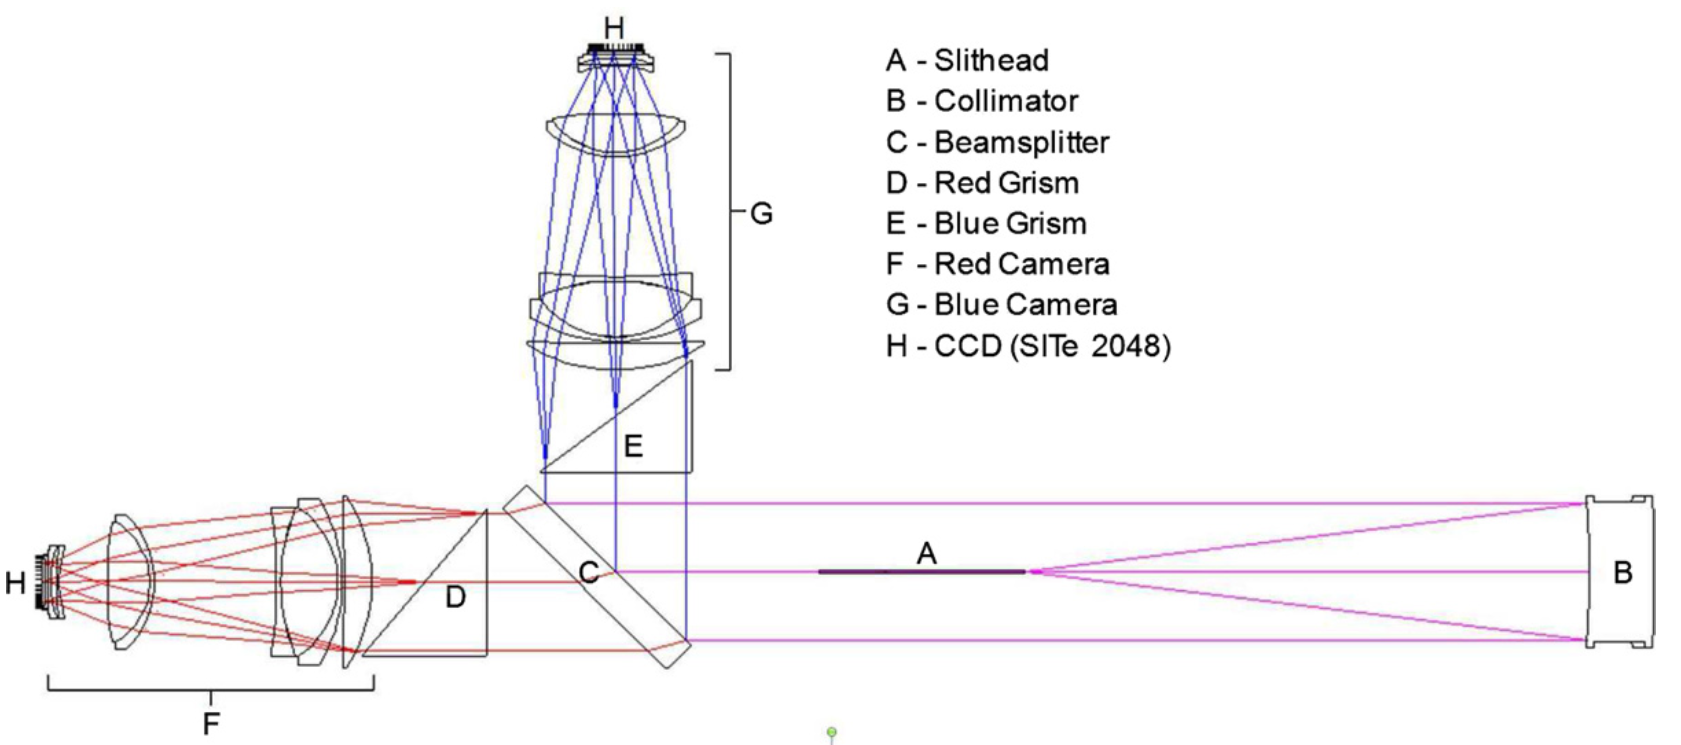 H
A - Slithead
B - Collimator
C - Beamsplitter
D - Red Grism
E - Blue Grism
F - Red Camera
G - Blue Camera
H - CCD (SITe 2048)
G
E
A
C
B
H
D
F